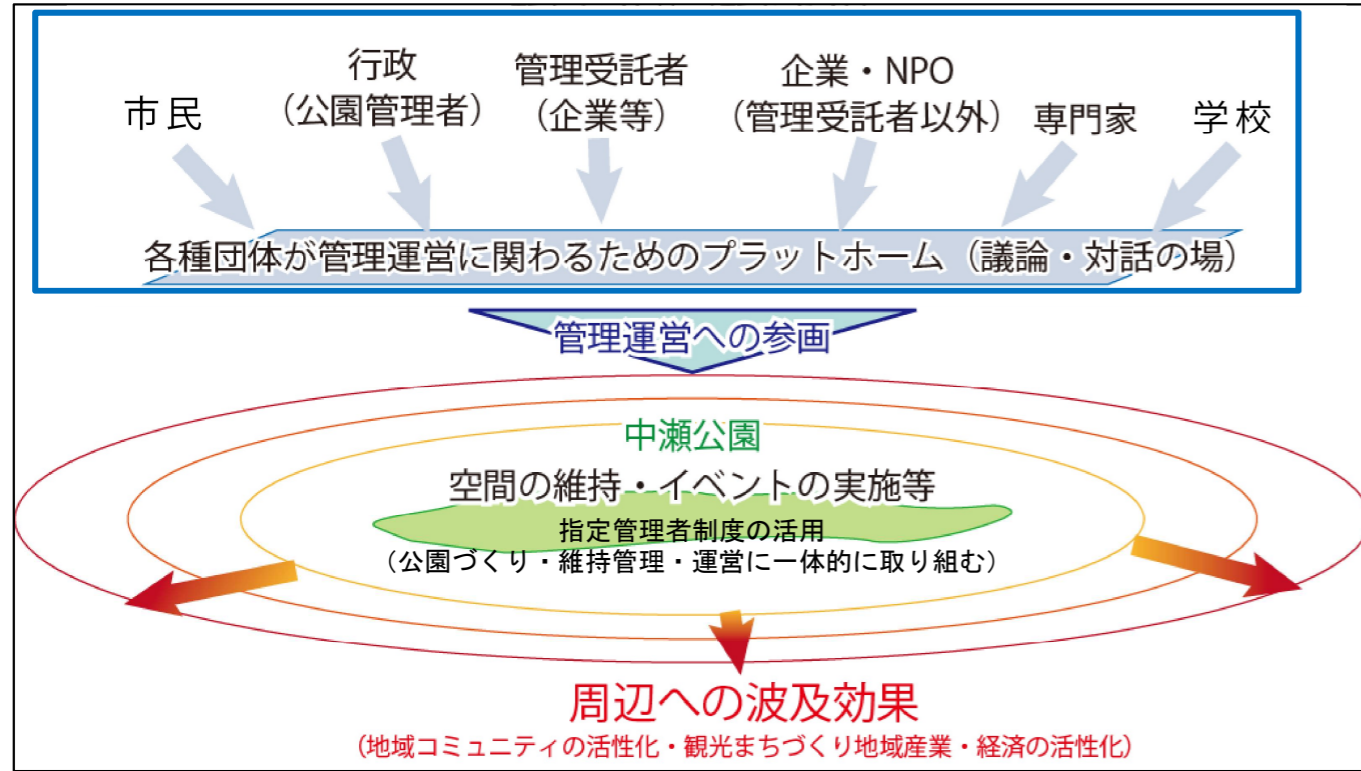 市民
行政
（公園管理者）
管理受託者
（企業等）
企業・NPO
（管理受託者以外）
専門家
学校
各種団体が管理運営に関わるためのプラットホーム（議論・対話の場）
管理運営への参画
中瀬公園
空間の維持・イベントの実施等
指定管理者制度の活用
（公園づくり・維持管理・運営に一体的に取り組む）
周辺への波及効果
（地域コミュニティの活性化・観光まちづくり地域産業・経済の活性化）